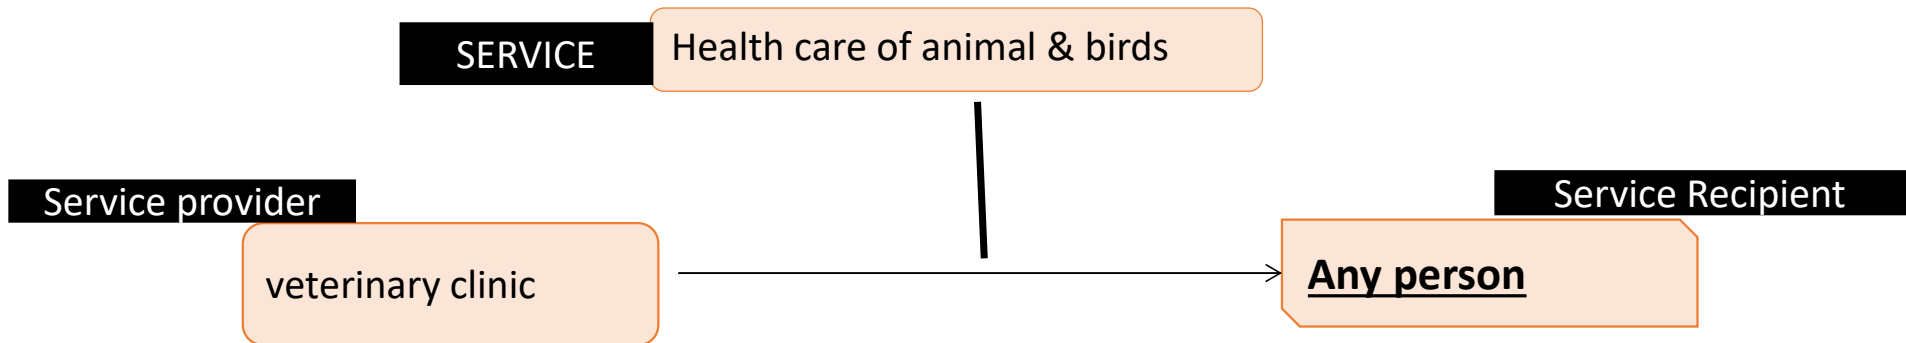 SERVICE
Health care of animal & birds
Service provider
veterinary clinic
Service Recipient
Any person